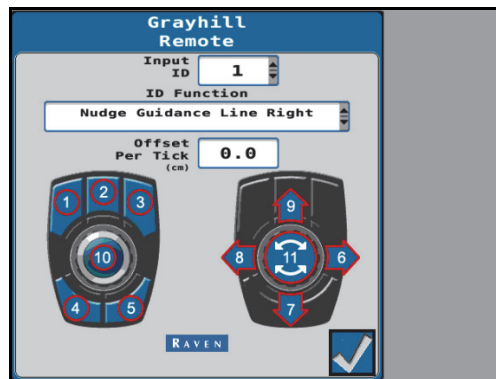 Grayhill
Remote
Input
ID
1
ID Function
Nudge Guidance Line Right
Offset
Per Tick
(cm)
0.0
1
2
3
10
4
5
9
8
11
6
7
RAVEN